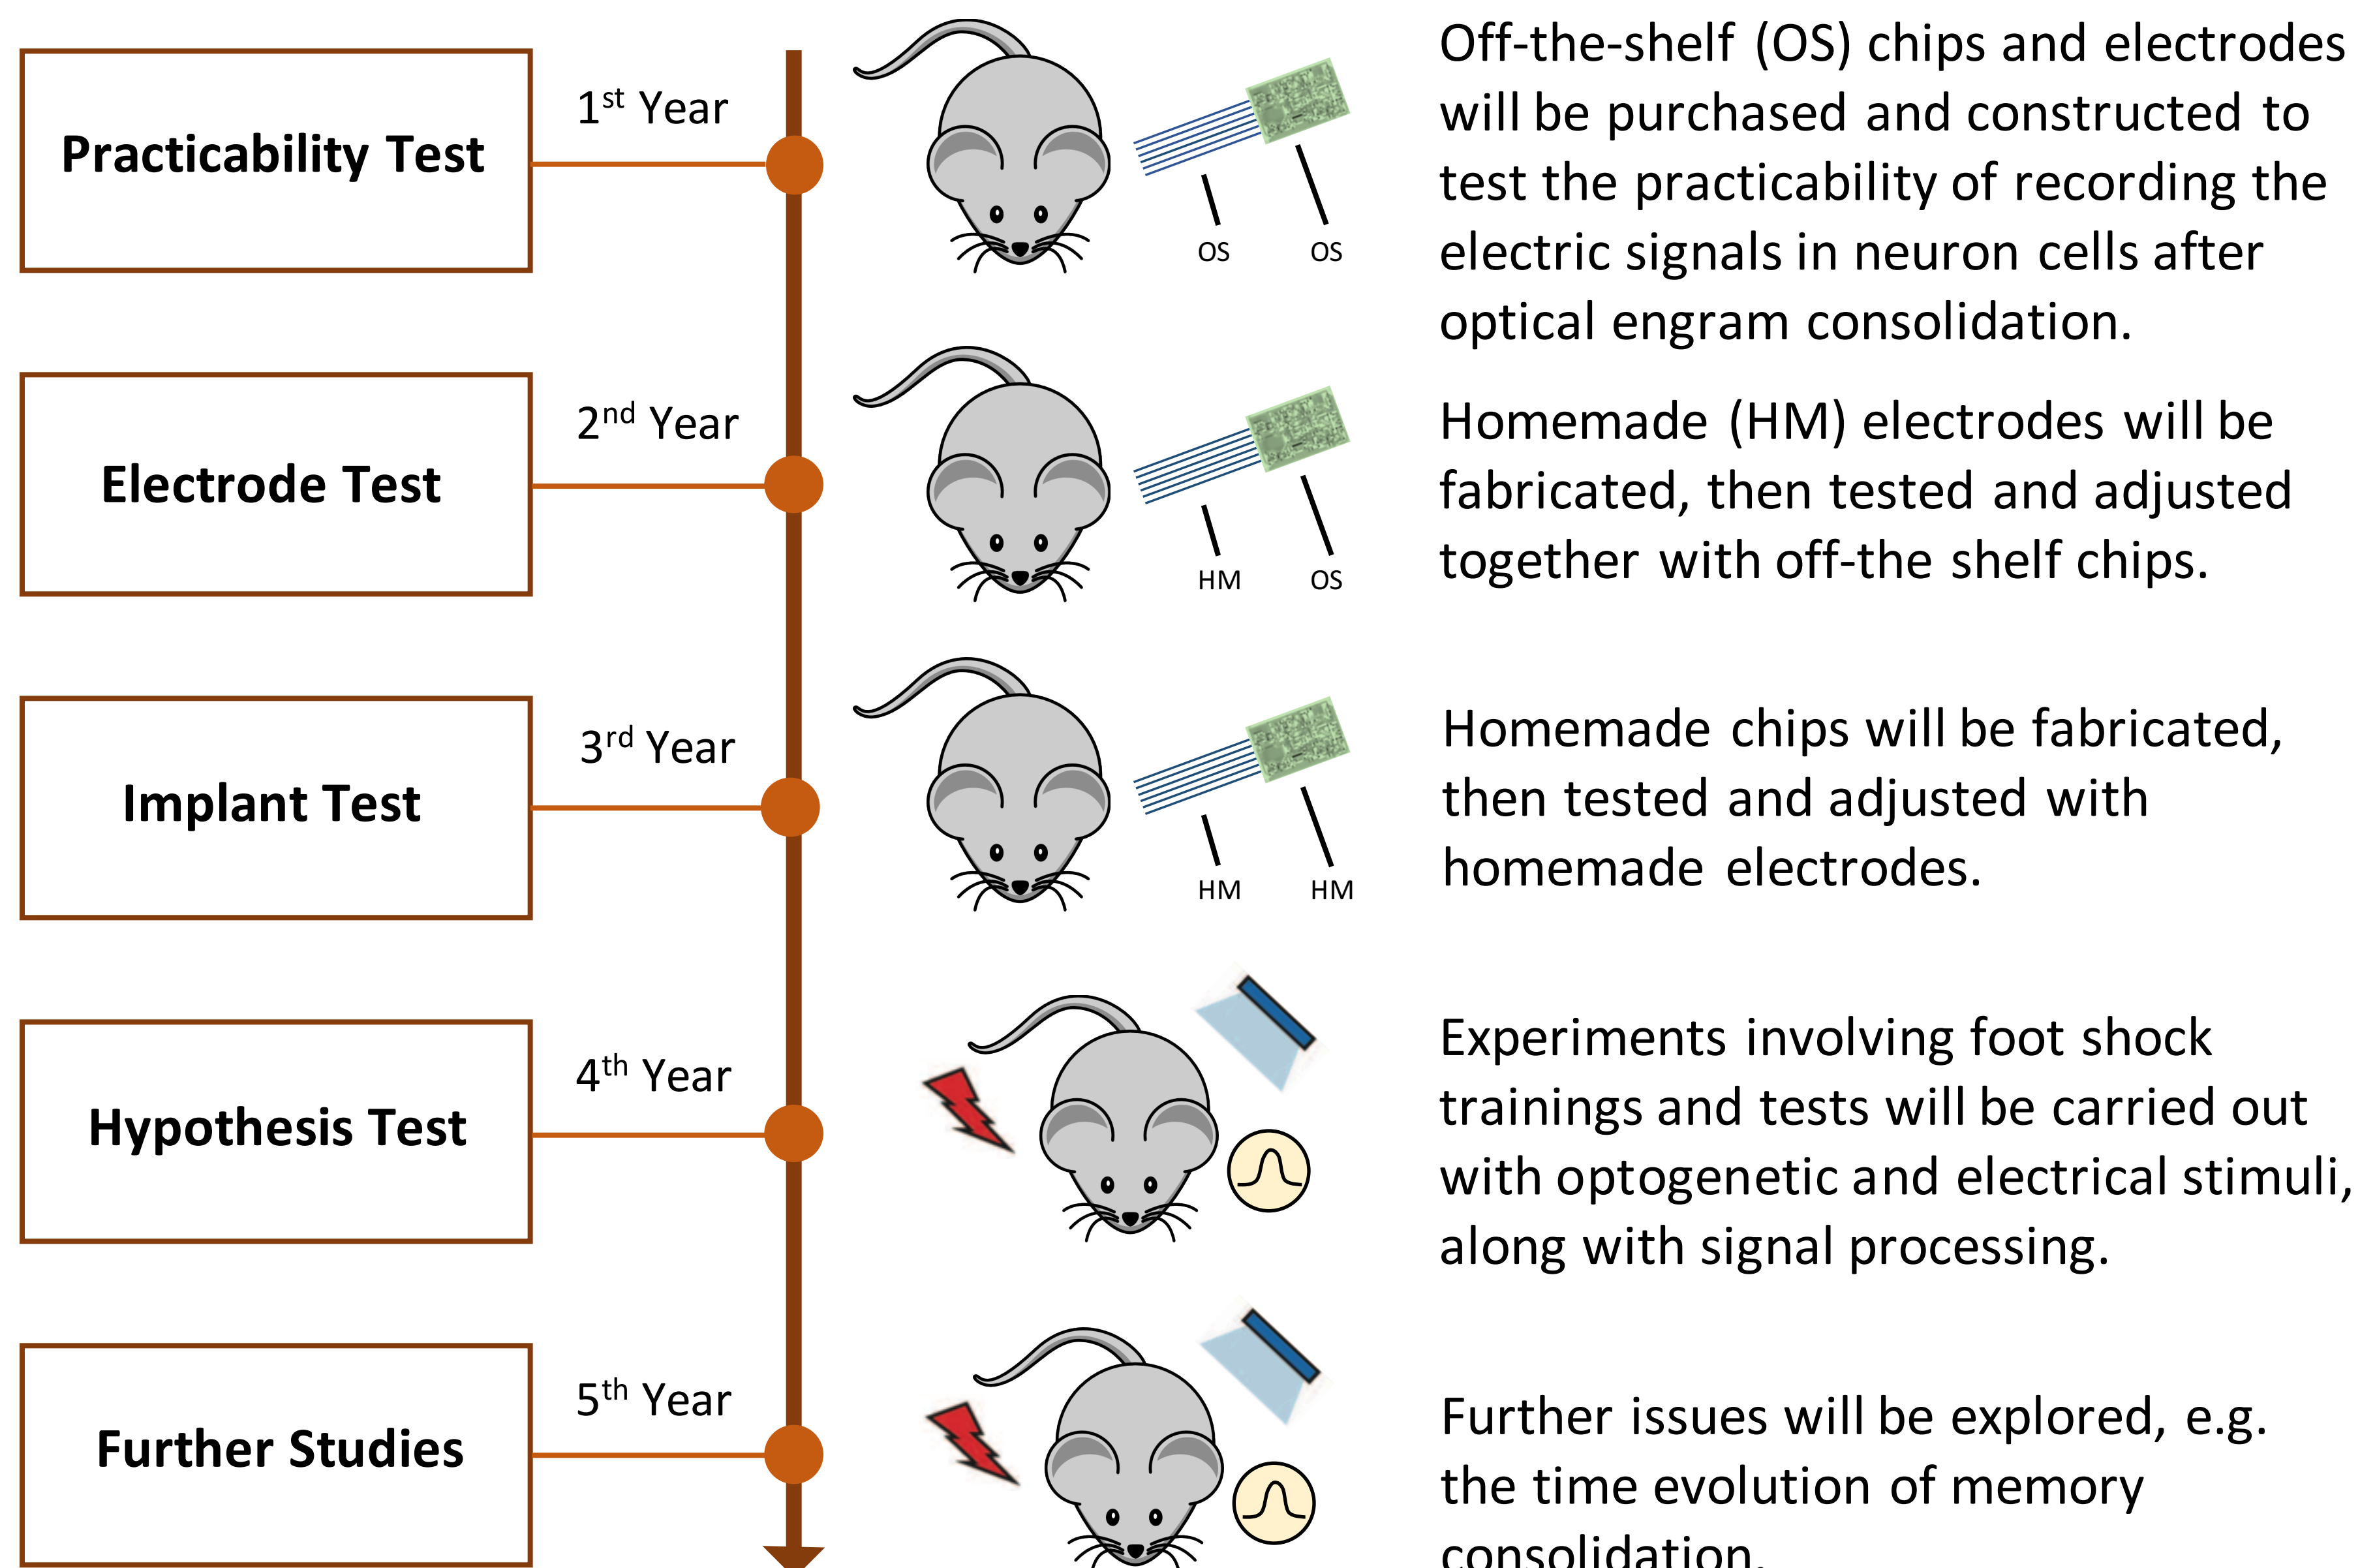 Practicability Test
1st Year
OS
OS
Off-the-shelf (OS) chips and electrodes
will be purchased and constructed to
test the practicability of recording the
electric signals in neuron cells after
optical engram consolidation.
Electrode Test
2nd Year
HM
OS
Homemade (HM) electrodes will be
fabricated, then tested and adjusted
together with off-the shelf chips.
Implant Test
3rd Year
HM
HM
Homemade chips will be fabricated,
then tested and adjusted with
homemade electrodes.
Hypothesis Test
4th Year
Experiments involving foot shock
trainings and tests will be carried out
with optogenetic and electrical stimuli,
along with signal processing.
Further Studies
5th Year
Further issues will be explored, e.g.
the time evolution of memory
consolidation.